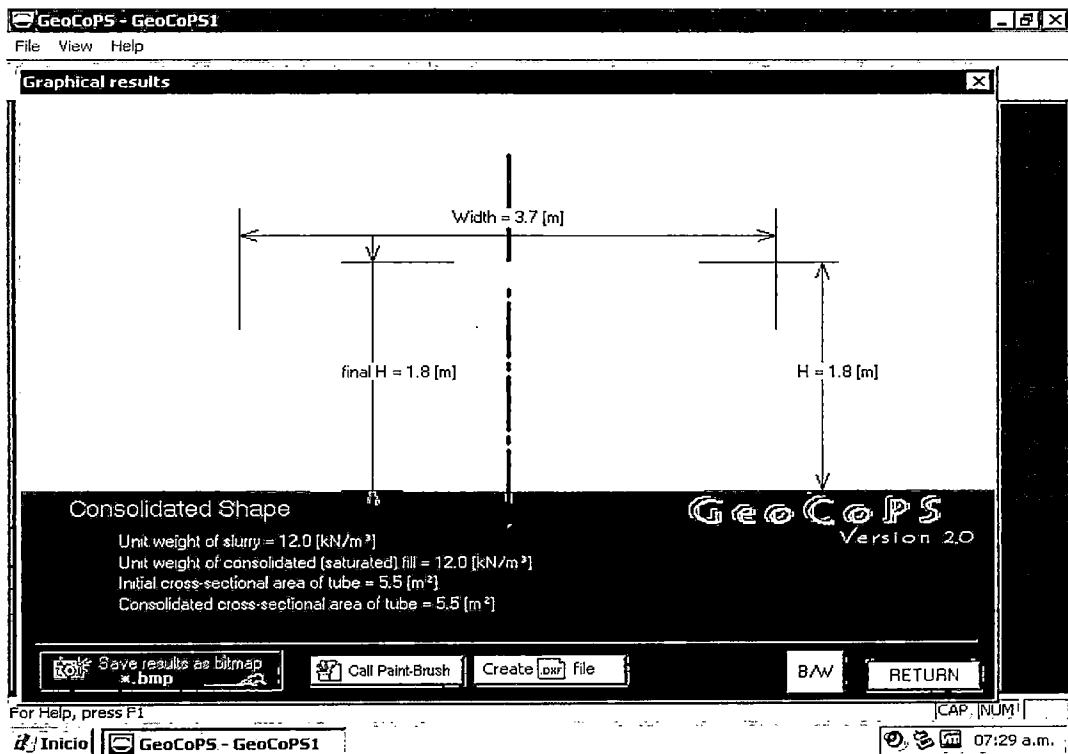 GeoCoPS - GeoCoPS1
File View Help
Graphical results
Width = 3.7 [m]
final H = 1.8 [m]
H = 1.8 [m]
Consolidated Shape
GeoCoPS
Version 2.0
Unit weight of slurry = 12.0 [kN/m³]
Unit weight of consolidated (saturated) fill = 12.0 [kN/m³]
Initial cross-sectional area of tube = 5.5 [m²]
Consolidated cross-sectional area of tube = 5.5 [m²]
Save results as bitmap
*.bmp
Call Paint-Brush
Create .DXF file
B/W
RETURN
For Help, press F1
CAP NUM
Inicio
GeoCoPS - GeoCoPS1
07:29 a.m.